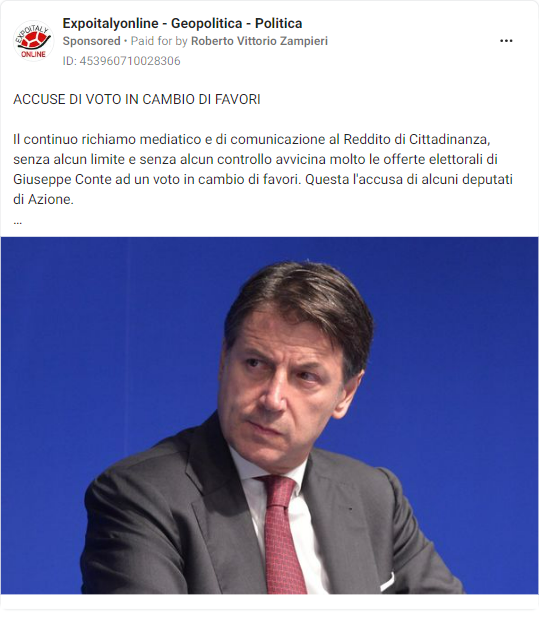 EXPOITALY
ONLINE
Expoitalyonline - Geopolitica - Politica
Sponsored • Paid for by Roberto Vittorio Zampieri
ID: 453960710028306
ACCUSE DI VOTO IN CAMBIO DI FAVORI
Il continuo richiamo mediatico e di comunicazione al Reddito di Cittadinanza,
senza alcun limite e senza alcun controllo avvicina molto le offerte elettorali di
Giuseppe Conte ad un voto in cambio di favori. Questa l'accusa di alcuni deputati
di Azione.
...